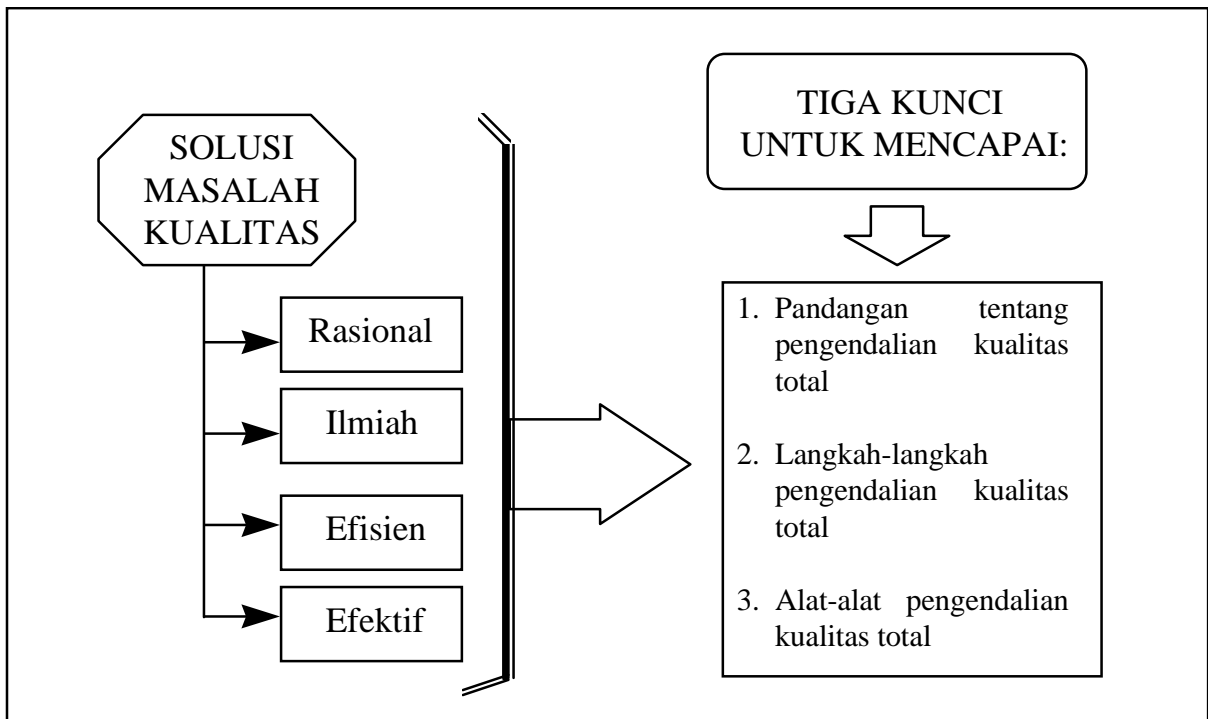 SOLUSI
MASALAH
KUALITAS
Rasional
Ilmiah
Efisien
Efektif
TIGA KUNCI
UNTUK MENCAPAI:
1. Pandangan tentang
pengendalian kualitas
total
2. Langkah-langkah
pengendalian kualitas
total
3. Alat-alat pengendalian
kualitas total